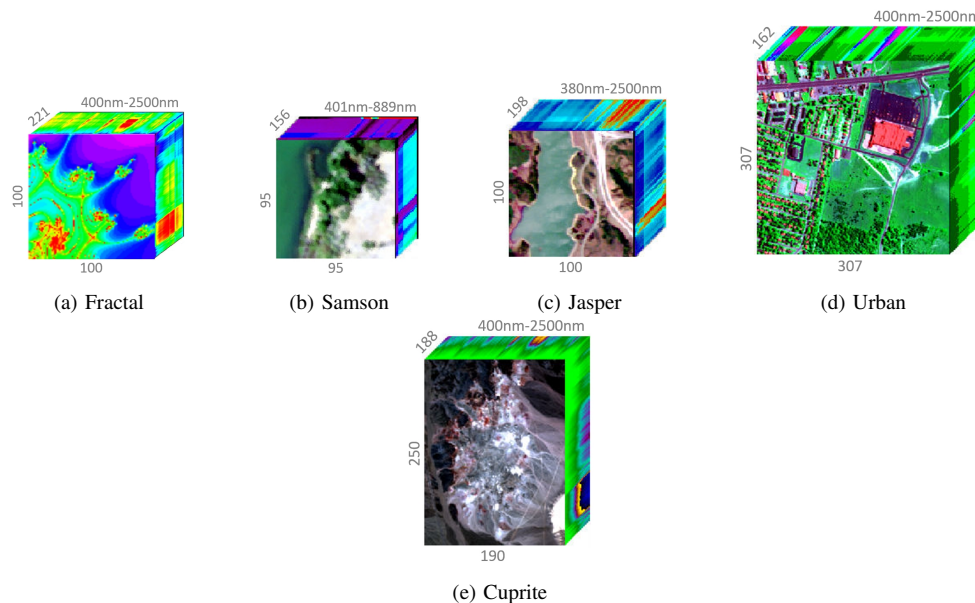 221
400nm-2500nm
100
100
(a) Fractal
156
401nm-889nm
95
95
(b) Samson
198
380nm-2500nm
100
100
(c) Jasper
162
400nm-2500nm
307
307
(d) Urban
188
400nm-2500nm
250
190
(e) Cuprite